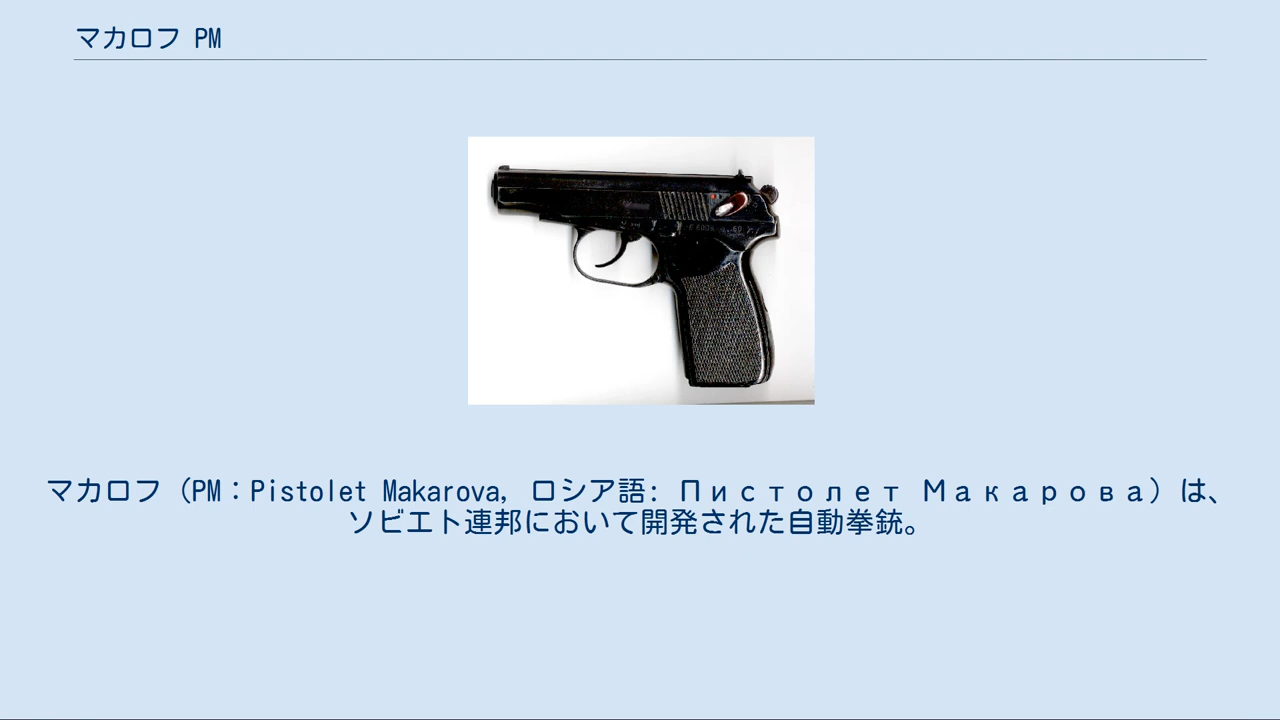 マカロフ PM
マカロフ（PM：Pistolet Makarova, ロシア語: Пистолет Макарова）は、
ソビエト連邦において開発された自動拳銃。